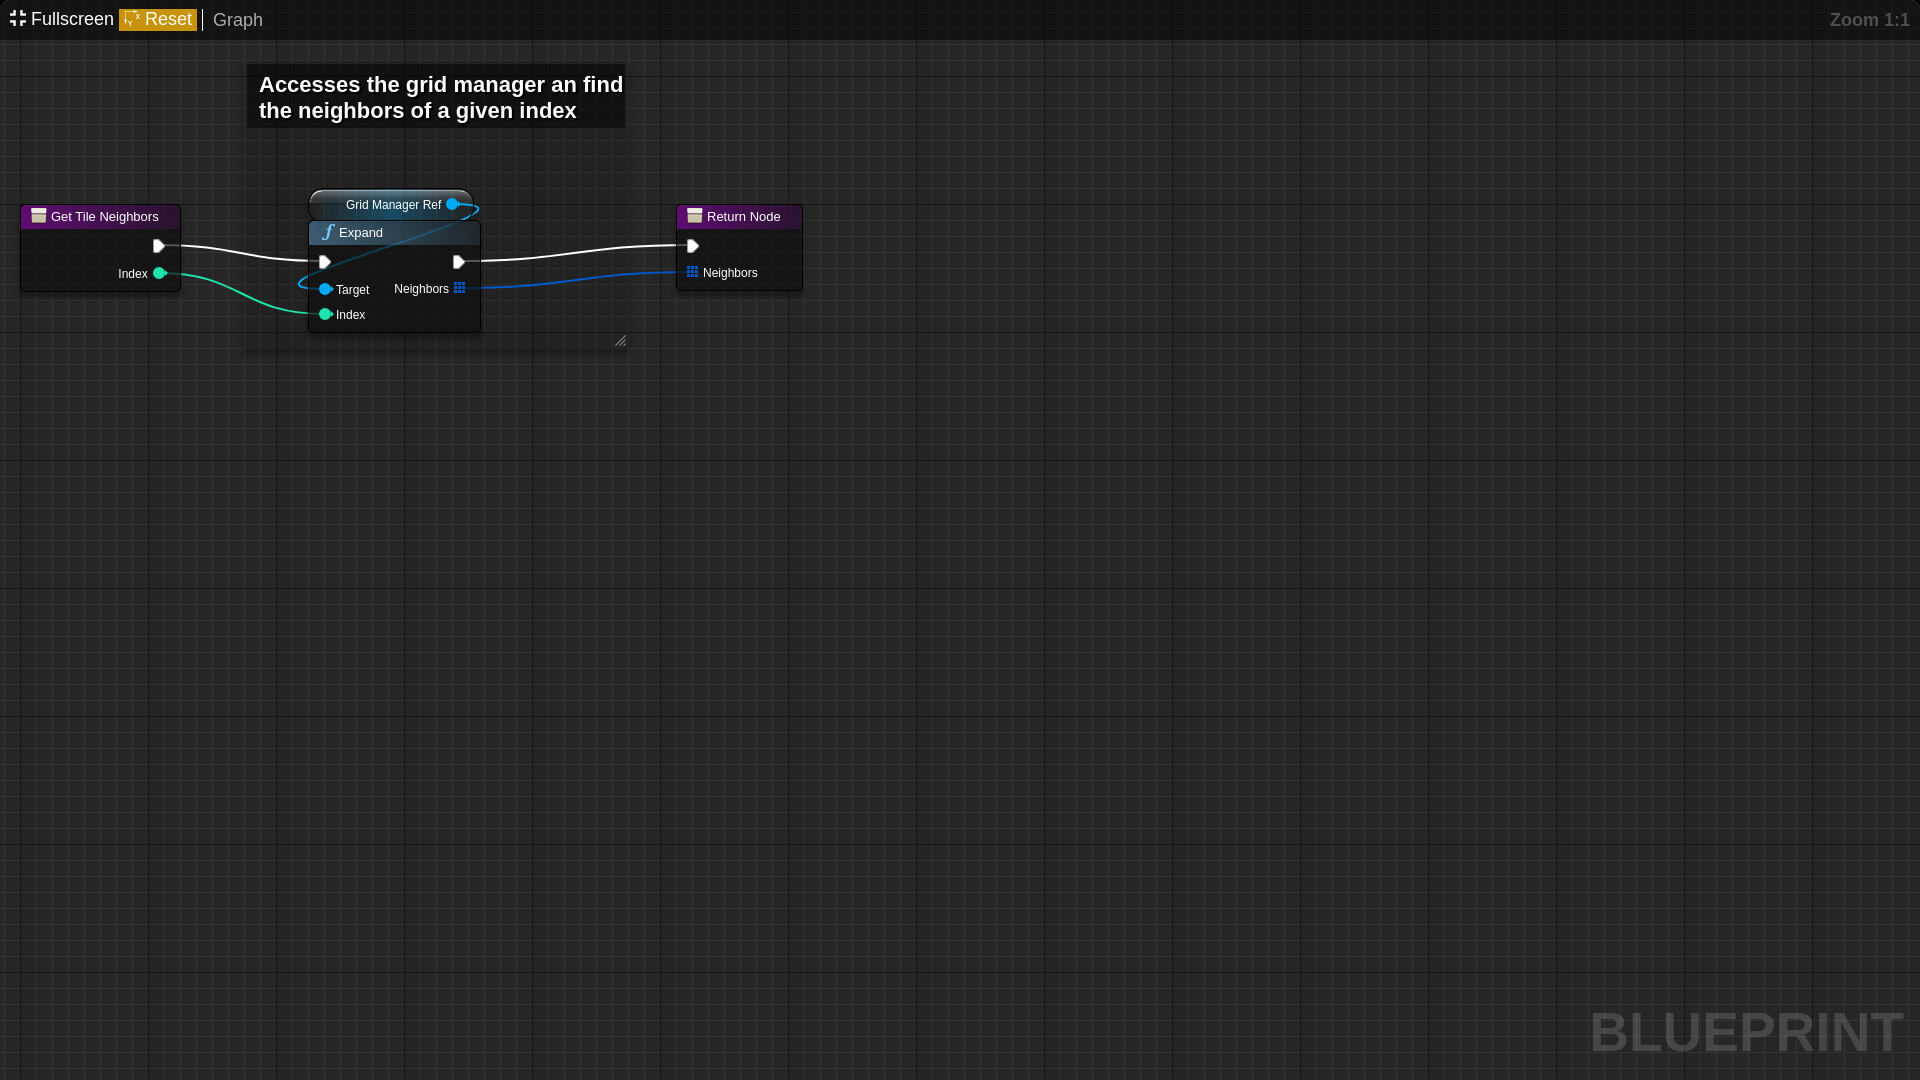 Fullscreen Reset Graph Zoom 1:1
Accesses the grid manager an find
the neighbors of a given index
Grid Manager Ref
Get Tile Neighbors
Index
Expand
Target Neighbors
Index
Return Node
Neighbors
BLUEPRINT